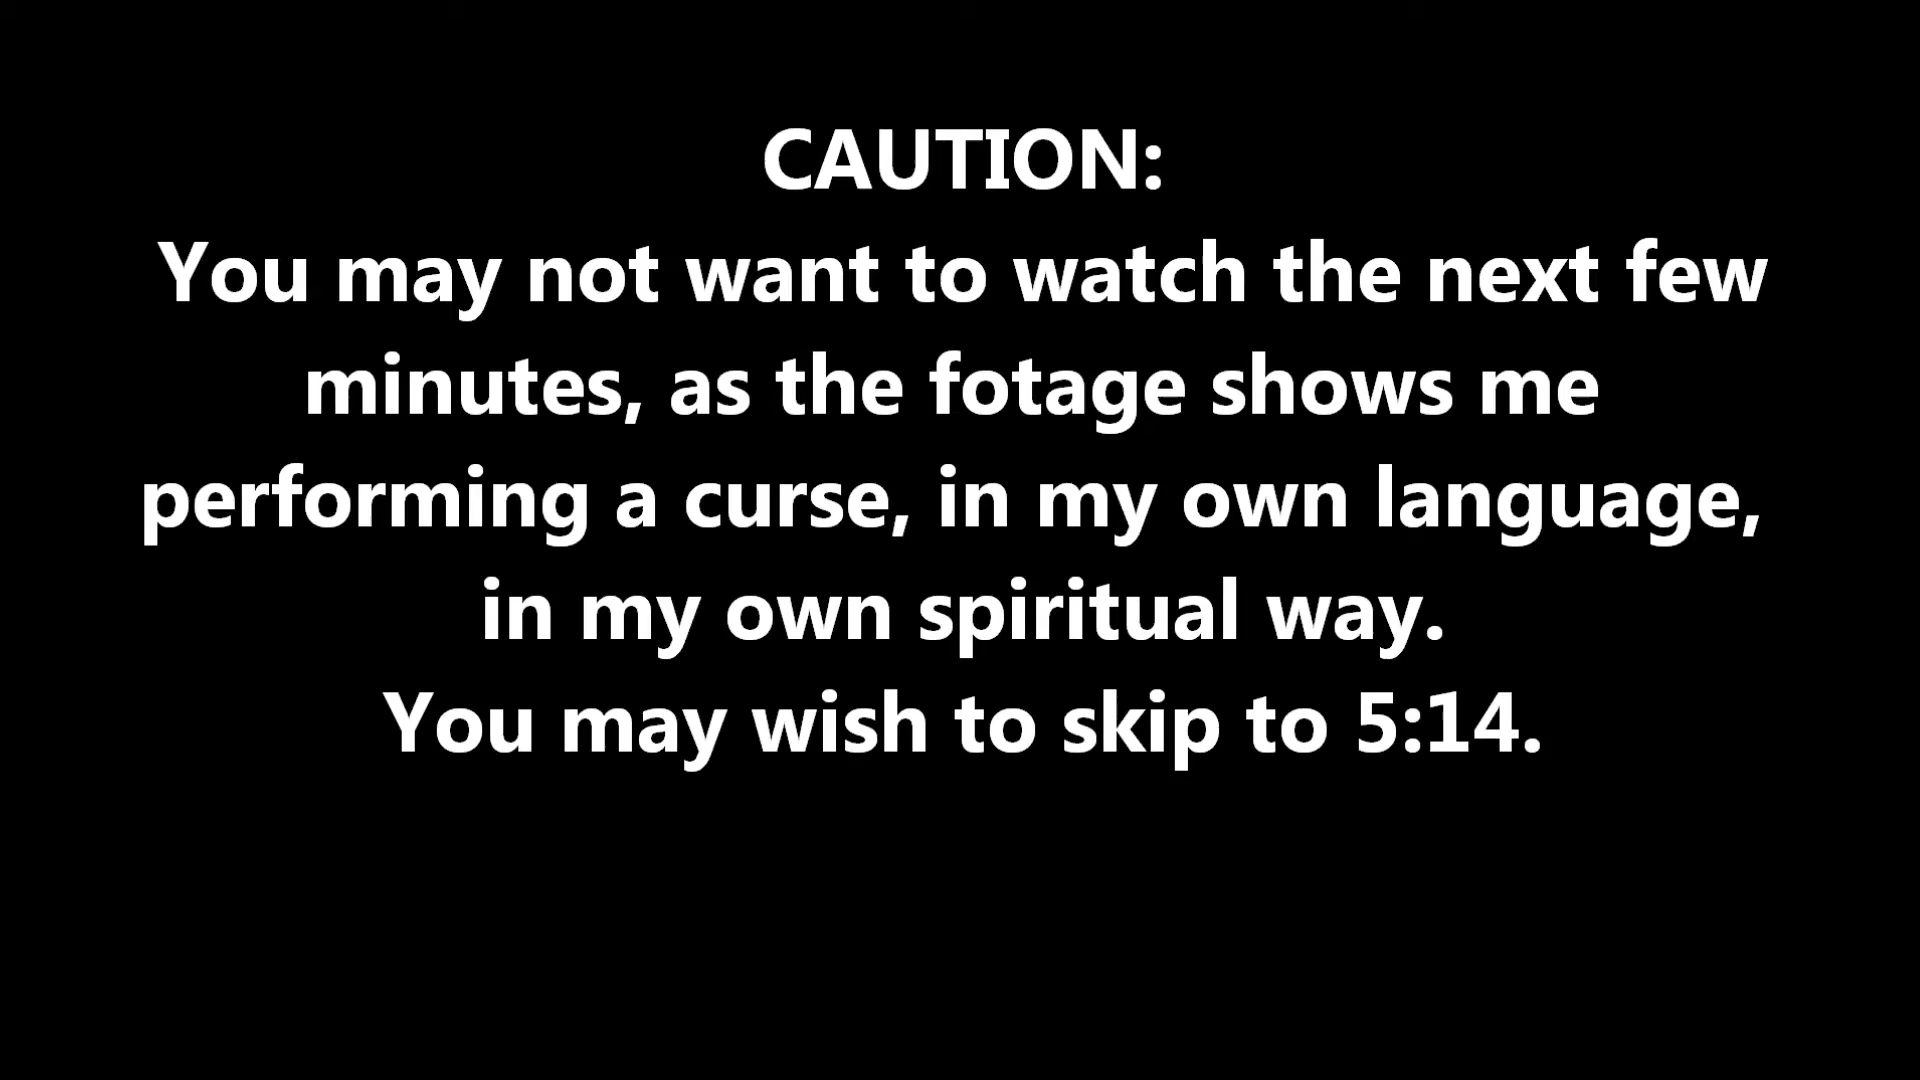 CAUTION:
You may not want to watch the next few
minutes, as the fotage shows me
performing a curse, in my own language,
in my own spiritual way.
You may wish to skip to 5:14.